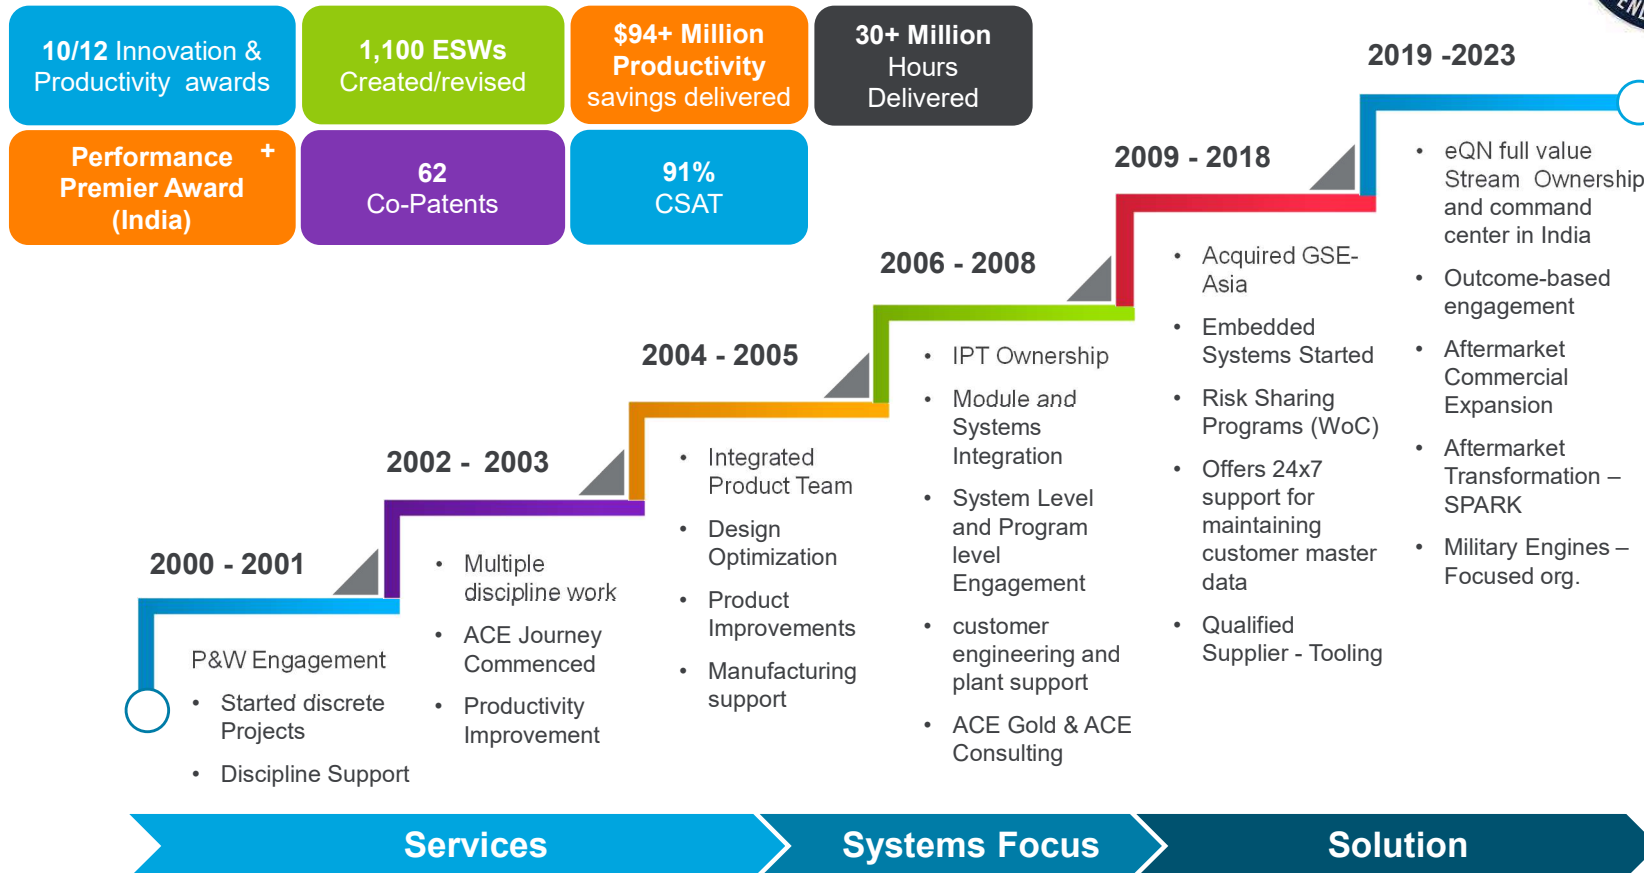 10/12 Innovation &
Productivity awards
1,100 ESWs
Created/revised
$94+ Million
Productivity
savings delivered
30+ Million
Hours
Delivered
Performance +
Premier Award
(India)
62
Co-Patents
91%
CSAT
2000 - 2001
P&W Engagement
• Started discrete
Projects
• Discipline Support
2002 - 2003
• Multiple
discipline work
• ACE Journey
Commenced
• Productivity
Improvement
2004 - 2005
• Integrated
Product Team
• Design
Optimization
• Product
Improvements
• Manufacturing
support
2006 - 2008
• IPT Ownership
• Module and
Systems
Integration
• System Level
and Program
level
Engagement
• customer
engineering and
plant support
• ACE Gold & ACE
Consulting
2009 - 2018
• Acquired GSE-
Asia
• Embedded
Systems Started
• Risk Sharing
Programs (WoC)
• Offers 24x7
support for
maintaining
customer master
data
• Qualified
Supplier - Tooling
2019 -2023
• eQN full value
Stream Ownership
and command
center in India
• Outcome-based
engagement
• Aftermarket
Commercial
Expansion
• Aftermarket
Transformation –
SPARK
• Military Engines –
Focused org.
Services
Systems Focus
Solution